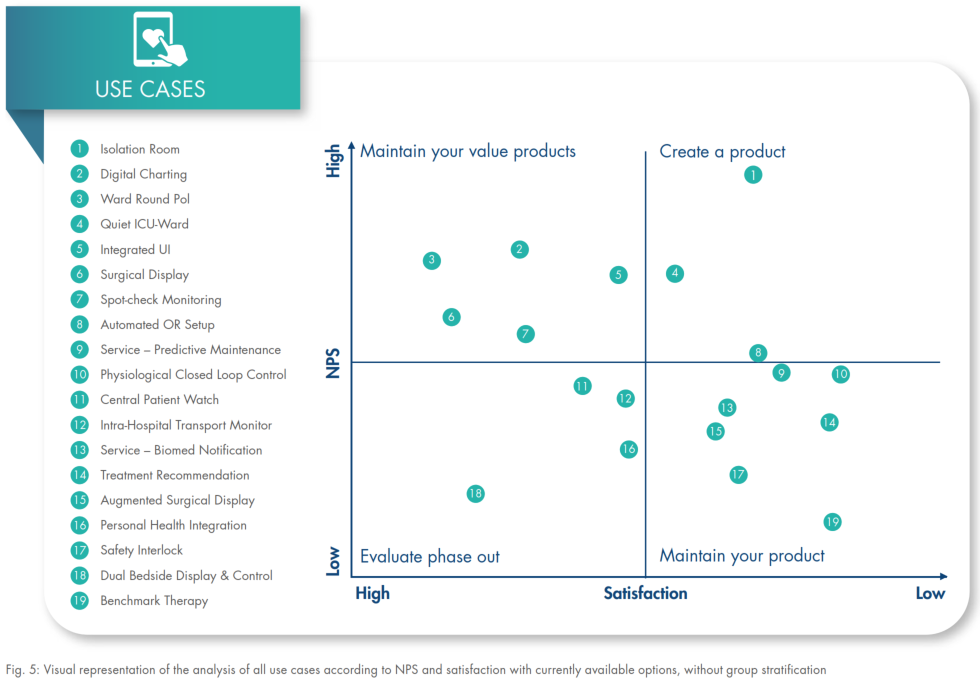 USE CASES
1 Isolation Room
2 Digital Charting
3 Ward Round Pol
4 Quiet ICU-Ward
5 Integrated UI
6 Surgical Display
7 Spot-check Monitoring
8 Automated OR Setup
9 Service – Predictive Maintenance
10 Physiological Closed Loop Control
11 Central Patient Watch
12 Intra-Hospital Transport Monitor
13 Service – Biomed Notification
14 Treatment Recommendation
15 Augmented Surgical Display
16 Personal Health Integration
17 Safety Interlock
18 Dual Bedside Display & Control
19 Benchmark Therapy
High
NPS
Low
Maintain your value products
Create a product
1
2
3
4
5
6
7
8
9
10
11
12
13
14
15
16
17
18
19
Evaluate phase out
Maintain your product
High
Satisfaction
Low
Fig. 5: Visual representation of the analysis of all use cases according to NPS and satisfaction with currently available options, without group stratification